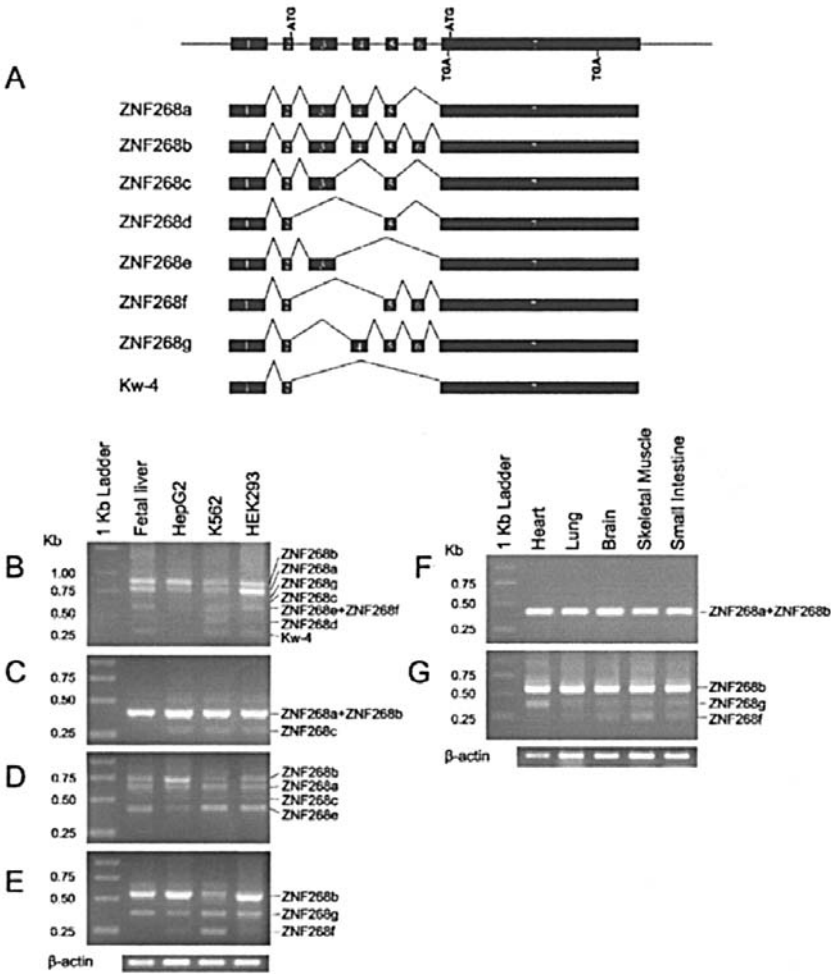 ATG
ATG
TGA
TGA
A
ZNF268a
ZNF268b
ZNF268c
ZNF268d
ZNF268e
ZNF268f
ZNF268g
Kw-4
1 Kb Ladder
Fetal liver
HepG2
K562
HEK293
Kb
B
1.00
0.75
0.50
0.25
ZNF268b
ZNF268a
ZNF268g
ZNF268c
ZNF268e+ZNF268f
ZNF268d
Kw-4
C
0.75
0.50
0.25
ZNF268a+ZNF268b
ZNF268c
D
0.75
0.50
0.25
ZNF268b
ZNF268a
ZNF268c
ZNF268e
E
0.75
0.50
0.25
ZNF268b
ZNF268g
ZNF268f
β-actin
1 Kb Ladder
Heart
Lung
Brain
Skeletal Muscle
Small Intestine
Kb
F
0.75
0.50
0.25
ZNF268a+ZNF268b
G
0.75
0.50
0.25
ZNF268b
ZNF268g
ZNF268f
β-actin